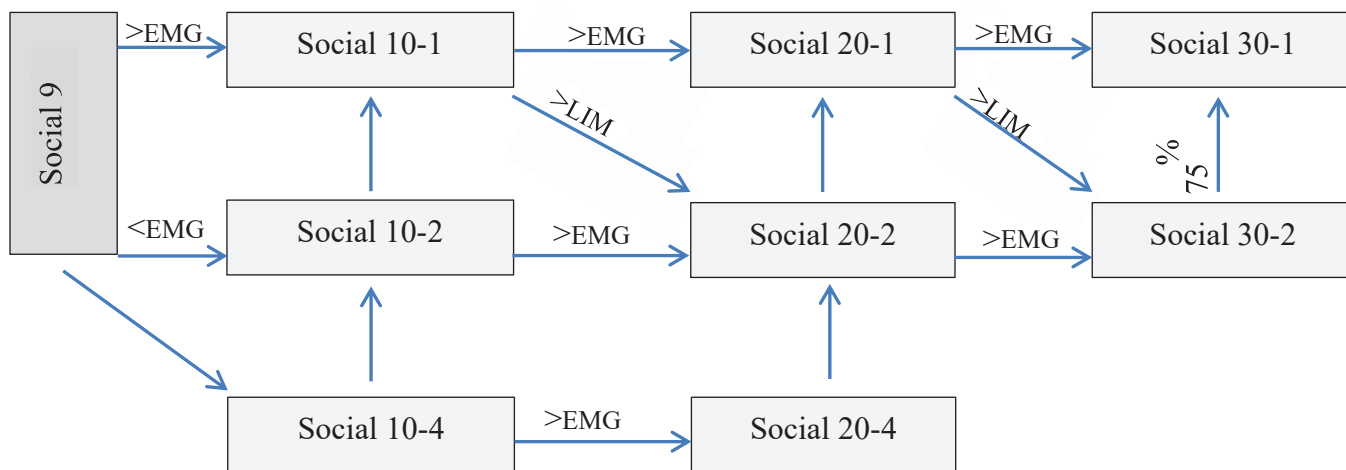 >EMG
Social 10-1
>EMG
Social 20-1
>EMG
Social 30-1
Social 9
>LIM
>LIM
75 %
<EMG
Social 10-2
>EMG
Social 20-2
>EMG
Social 30-2
Social 10-4
>EMG
Social 20-4